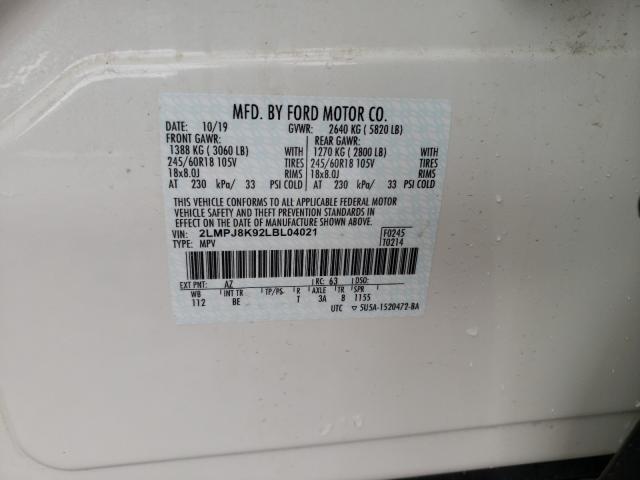 MFD. BY FORD MOTOR CO.
DATE: 10/19 GVWR: 2640 KG ( 5820 LB)
FRONT GAWR: REAR GAWR:
1388 KG ( 3060 LB) WITH 1270 KG ( 2800 LB) WITH
245/60R18 105V TIRES 245/60R18 105V TIRES
18x8.0J RIMS 18x8.0J RIMS
AT 230 kPa/ 33 PSI COLD AT 230 kPa/ 33 PSI COLD
THIS VEHICLE CONFORMS TO ALL APPLICABLE FEDERAL MOTOR
VEHICLE SAFETY AND THEFT PREVENTION STANDARDS IN
EFFECT ON THE DATE OF MANUFACTURE SHOWN ABOVE.
VIN: 2LMPJ8K92LBL04021 F0245
TYPE: MPV T0214
EXT PNT: AZ RC: 63 DSO:
WB INT TR TP/PS R AXLE TR SPR
112 BE T 3A 8 1155
UTC ▽ 5U5A-1520472-BA